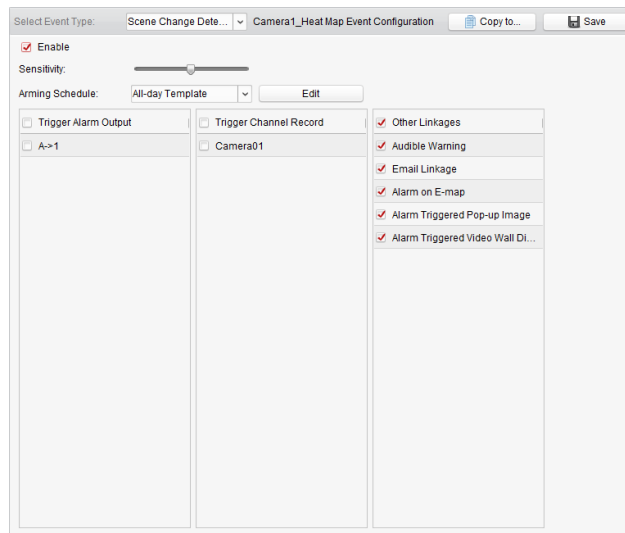 Select Event Type: Scene Change Dete... Camera1_Heat Map Event Configuration Copy to... Save
Enable
Sensitivity:
Arming Schedule: All-day Template Edit
Trigger Alarm Output Trigger Channel Record Other Linkages
A->1 Camera01 Audible Warning
Email Linkage
Alarm on E-map
Alarm Triggered Pop-up Image
Alarm Triggered Video Wall Di...